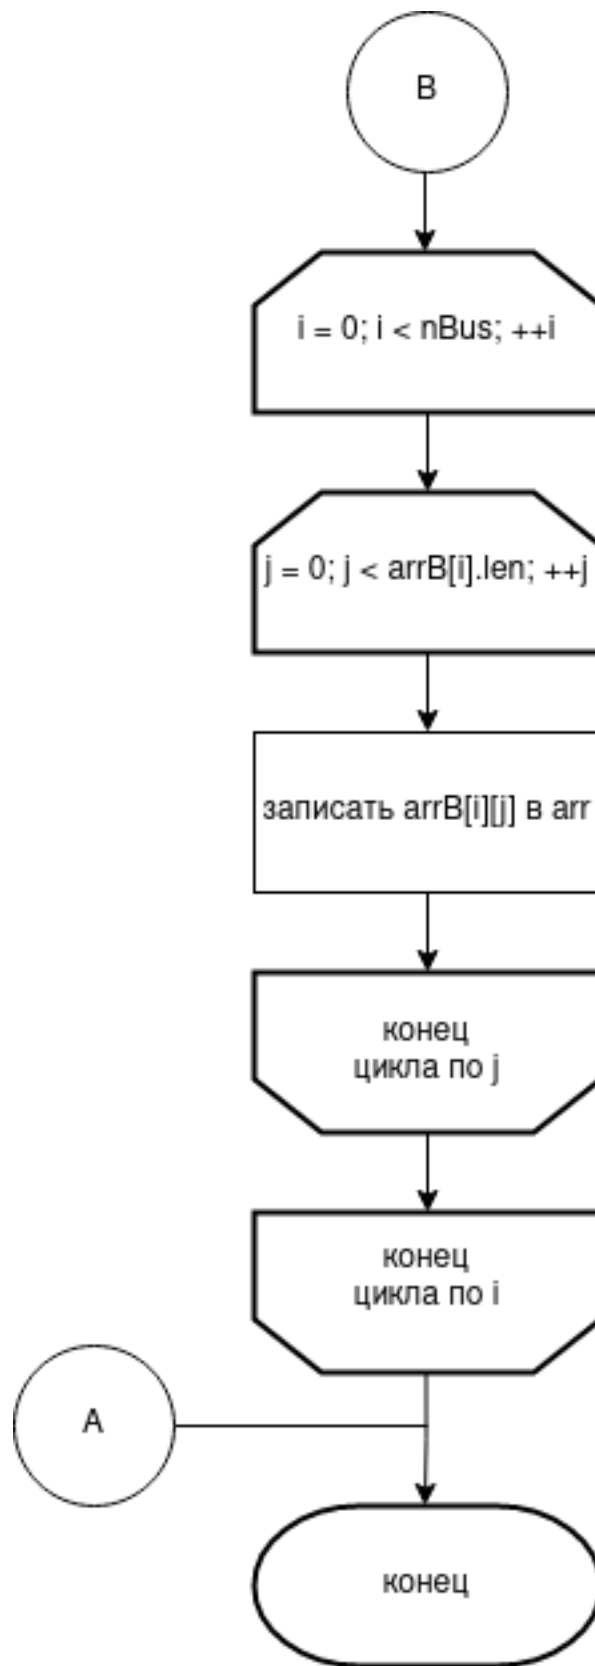 B
i = 0; i < nBus; ++i
j = 0; j < arrB[i].len; ++j
записать arrB[i][j] в arr
конец
цикла по j
конец
цикла по i
A
конец